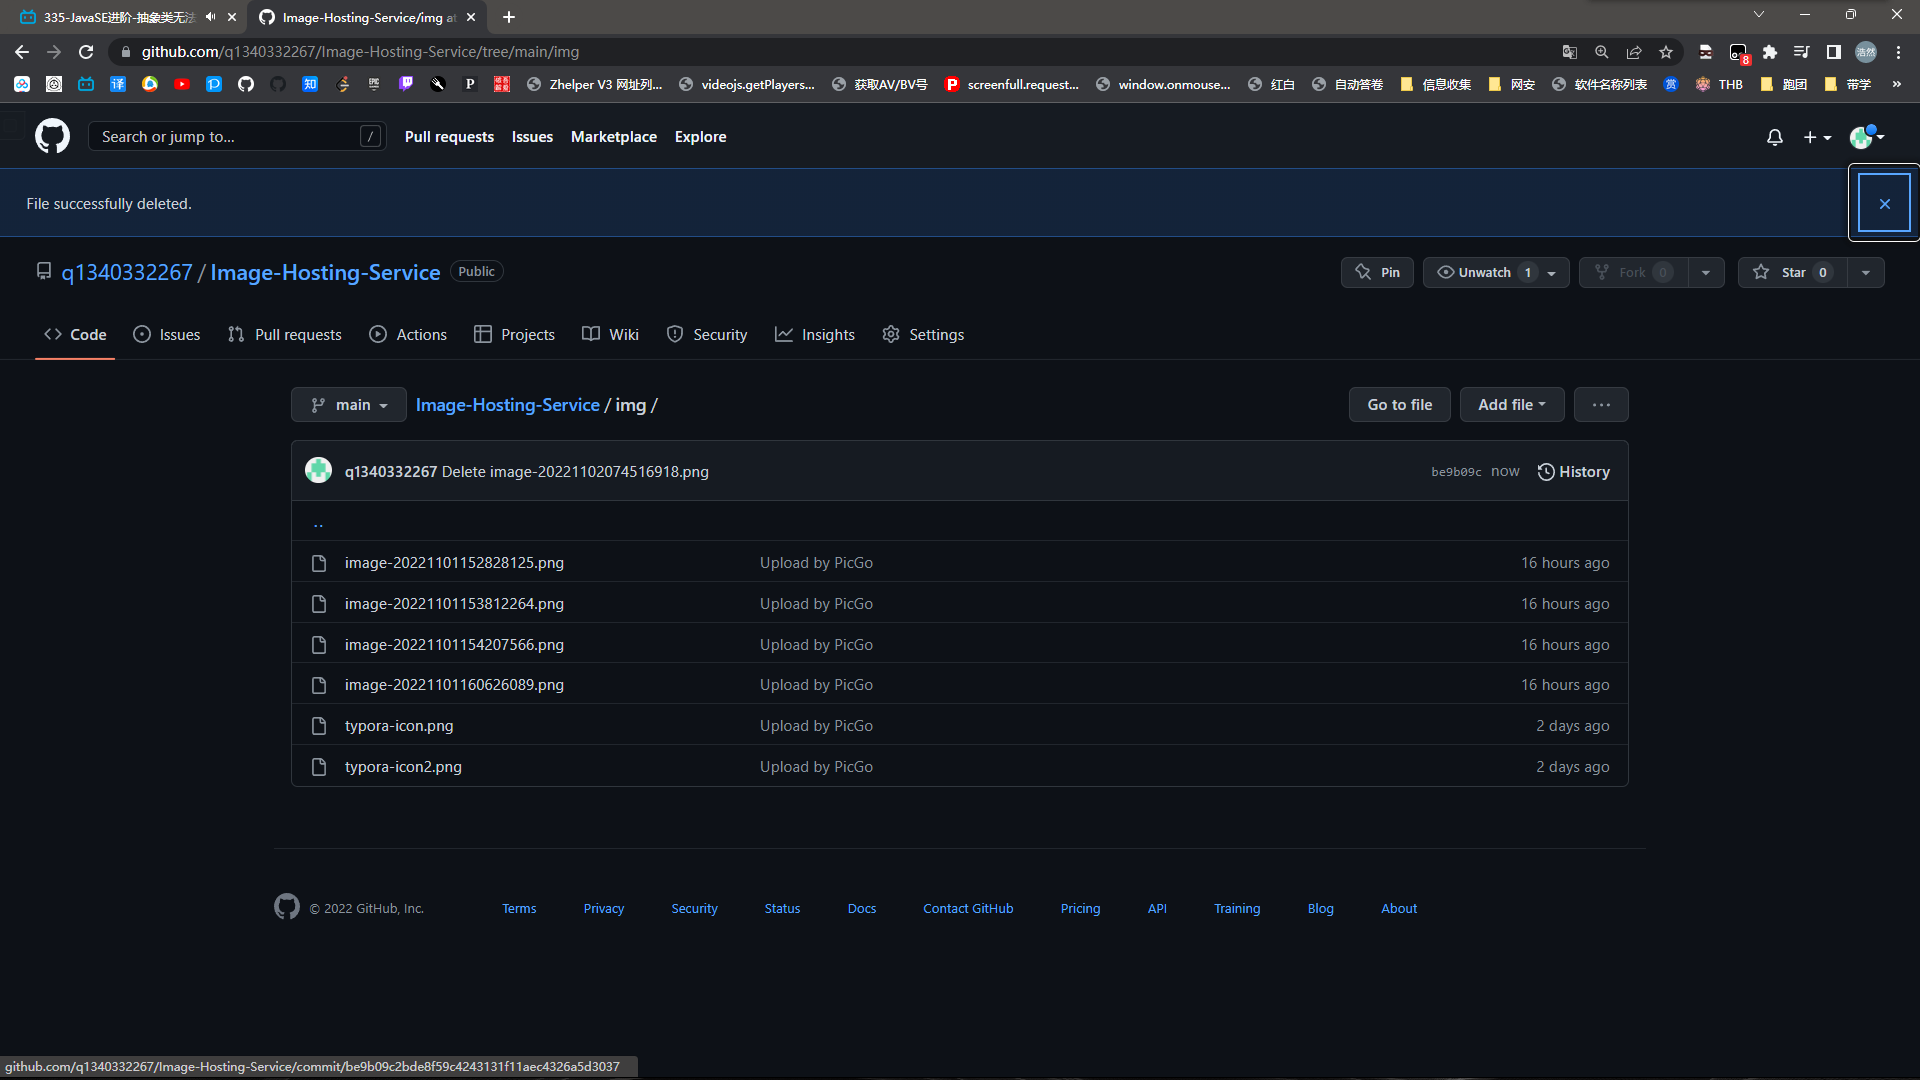 335-JavaSE进阶-抽象类无法
Image-Hosting-Service/img at
github.com/q1340332267/Image-Hosting-Service/tree/main/img
8
浩然
译
知
EPIC
P
Zhelper V3 网址列...
videojs.getPlayers...
获取AV/BV号
screenfull.request...
window.onmouse...
红白
自动答卷
信息收集
网安
软件名称列表
赏
THB
跑团
带学
»
Search or jump to...
/
Pull requests
Issues
Marketplace
Explore
File successfully deleted.
q1340332267 / Image-Hosting-Service
Public
Pin
Unwatch 1
Fork 0
Star 0
Code
Issues
Pull requests
Actions
Projects
Wiki
Security
Insights
Settings
main
Image-Hosting-Service / img /
Go to file
Add file
...
q1340332267 Delete image-20221102074516918.png
be9b09c now
History
..
image-20221101152828125.png Upload by PicGo 16 hours ago
image-20221101153812264.png Upload by PicGo 16 hours ago
image-20221101154207566.png Upload by PicGo 16 hours ago
image-20221101160626089.png Upload by PicGo 16 hours ago
typora-icon.png Upload by PicGo 2 days ago
typora-icon2.png Upload by PicGo 2 days ago
© 2022 GitHub, Inc.
Terms
Privacy
Security
Status
Docs
Contact GitHub
Pricing
API
Training
Blog
About
github.com/q1340332267/Image-Hosting-Service/commit/be9b09c2bde8f59c4243131f11aec4326a5d3037